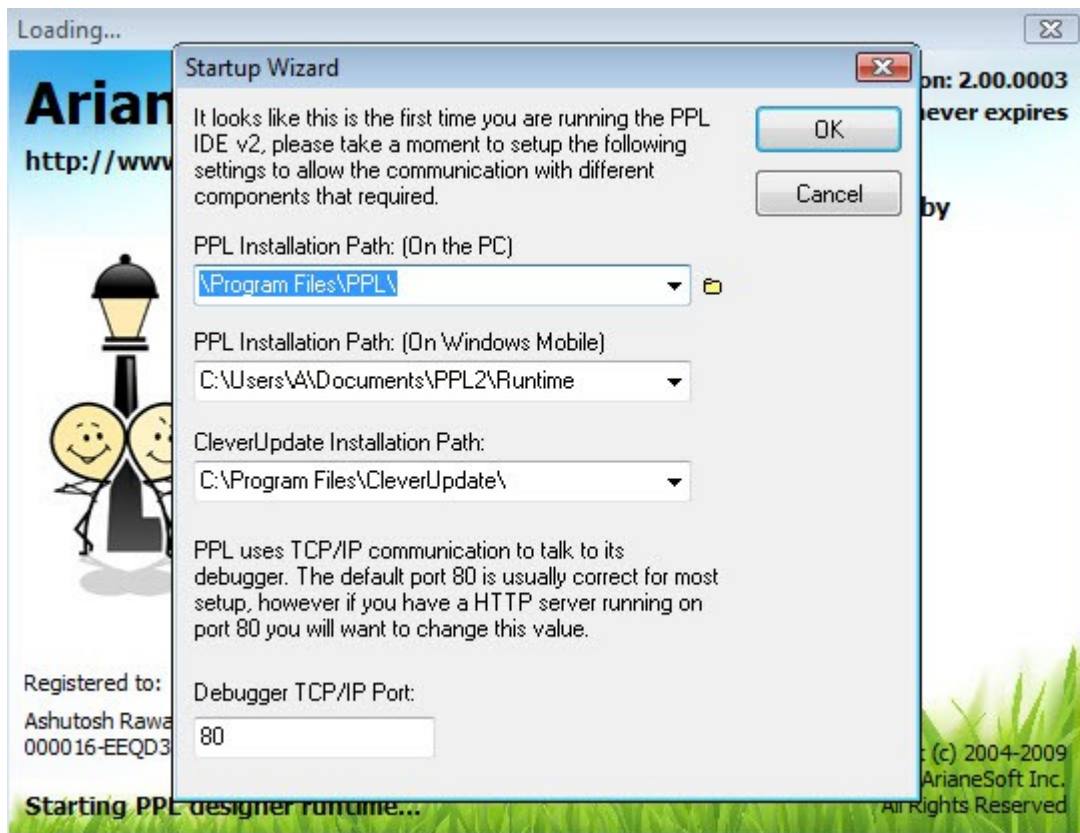 Loading...
Startup Wizard
Arian
on: 2.00.0003
never expires
http://www
by
It looks like this is the first time you are running the PPL
IDE v2, please take a moment to setup the following
settings to allow the communication with different
components that required.
OK
Cancel
PPL Installation Path: (On the PC)
\Program Files\PPL\
PPL Installation Path: (On Windows Mobile)
C:\Users\A\Documents\PPL2\Runtime
CleverUpdate Installation Path:
C:\Program Files\CleverUpdate\
PPL uses TCP/IP communication to talk to its
debugger. The default port 80 is usually correct for most
setup, however if you have a HTTP server running on
port 80 you will want to change this value.
Debugger TCP/IP Port:
80
Registered to:
Ashutosh Rawa
000016-EEQD3
Starting PPL designer runtime...
(c) 2004-2009
ArianeSoft Inc.
All Rights Reserved